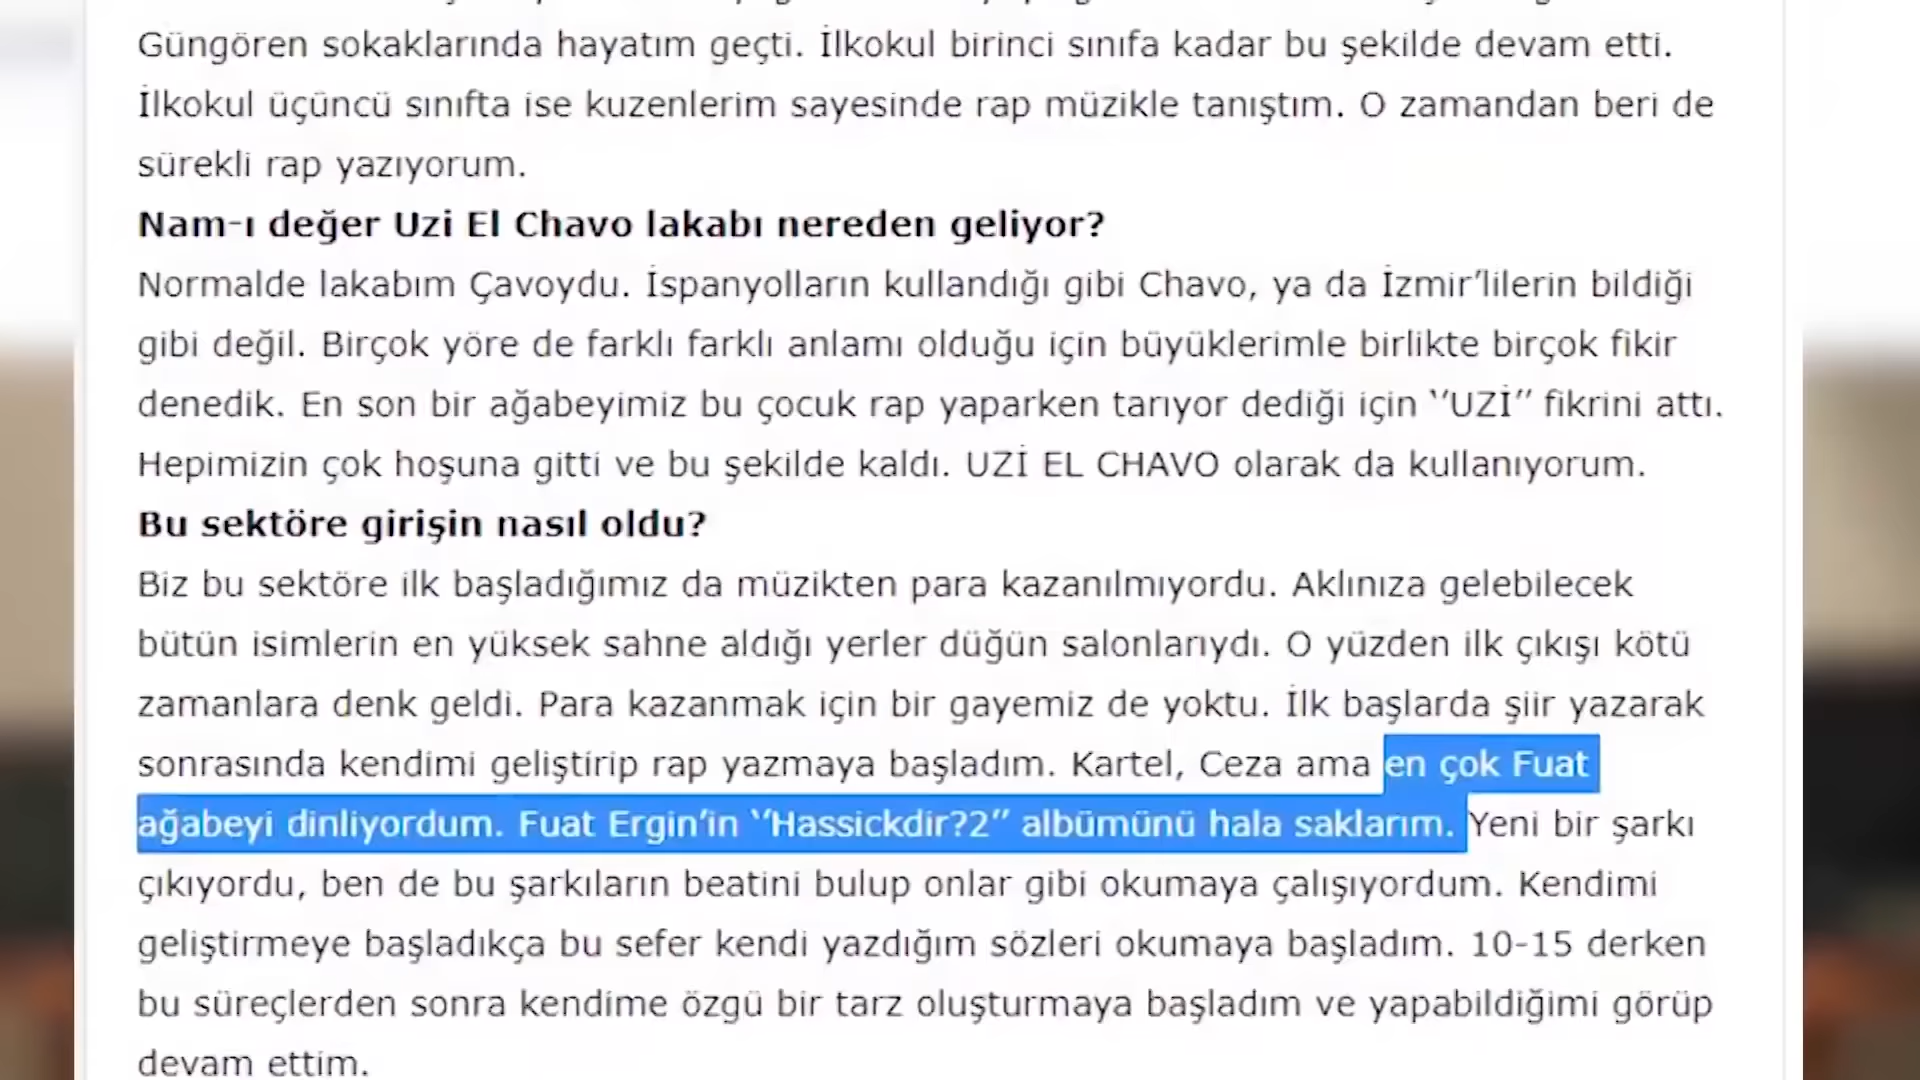 Güngören sokaklarında hayatım geçti. İlkokul birinci sınıfa kadar bu şekilde devam etti.
İlkokul üçüncü sınıfta ise kuzenlerim sayesinde rap müzikle tanıştım. O zamandan beri de
sürekli rap yazıyorum.
Nam-ı değer Uzi El Chavo lakabı nereden geliyor?
Normalde lakabım Çavoydu. İspanyolların kullandığı gibi Chavo, ya da İzmir’lilerin bildiği
gibi değil. Birçok yöre de farklı farklı anlamı olduğu için büyüklerimle birlikte birçok fikir
denedik. En son bir ağabeyimiz bu çocuk rap yaparken tarıyor dediği için ‘’UZİ’’ fikrini attı.
Hepimizin çok hoşuna gitti ve bu şekilde kaldı. UZİ EL CHAVO olarak da kullanıyorum.
Bu sektöre girişin nasıl oldu?
Biz bu sektöre ilk başladığımız da müzikten para kazanılmıyordu. Aklınıza gelebilecek
bütün isimlerin en yüksek sahne aldığı yerler düğün salonlarıydı. O yüzden ilk çıkışı kötü
zamanlara denk geldi. Para kazanmak için bir gayemiz de yoktu. İlk başlarda şiir yazarak
sonrasında kendimi geliştirip rap yazmaya başladım. Kartel, Ceza ama en çok Fuat
ağabeyi dinliyordum. Fuat Ergin’in ‘’Hassickdir?2’’ albümünü hala saklarım. Yeni bir şarkı
çıkıyordu, ben de bu şarkıların beatini bulup onlar gibi okumaya çalışıyordum. Kendimi
geliştirmeye başladıkça bu sefer kendi yazdığım sözleri okumaya başladım. 10-15 derken
bu süreçlerden sonra kendime özgü bir tarz oluşturmaya başladım ve yapabildiğimi görüp
devam ettim.